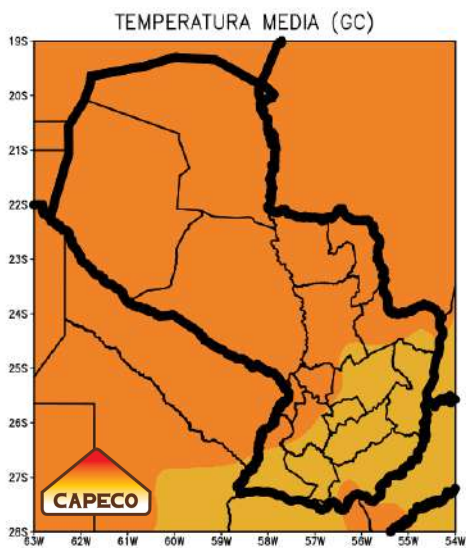 TEMPERATURA MEDIA (GC)
19S
20S
21S
22S
23S
24S
25S
26S
27S
28S
CAPECO
63W 62W 61W 60W 59W 58W 57W 56W 55W 54W